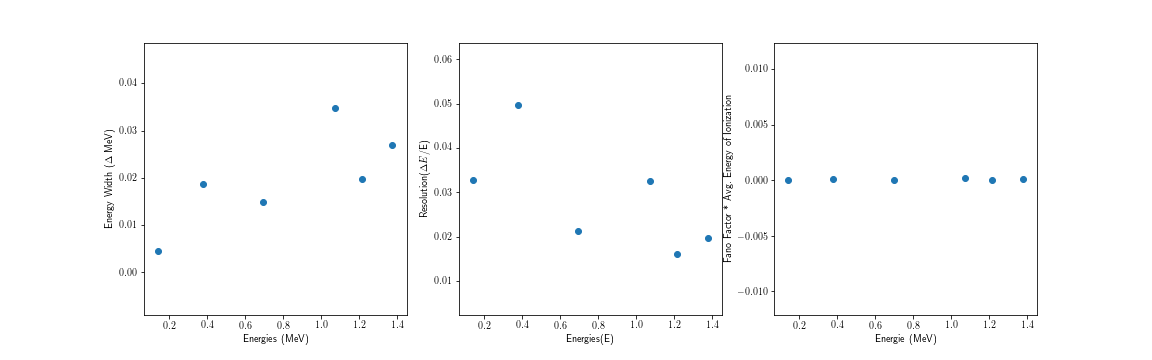 0.04
0.03
0.02
0.01
0.00
Energy Width (Δ MeV)
0.2 0.4 0.6 0.8 1.0 1.2 1.4
Energies (MeV)
0.06
0.05
0.04
0.03
0.02
0.01
Resolution(ΔE/E)
0.2 0.4 0.6 0.8 1.0 1.2 1.4
Energies(E)
0.010
0.005
0.000
−0.005
−0.010
Fano Factor * Avg. Energy of Ionization
0.2 0.4 0.6 0.8 1.0 1.2 1.4
Energie (MeV)